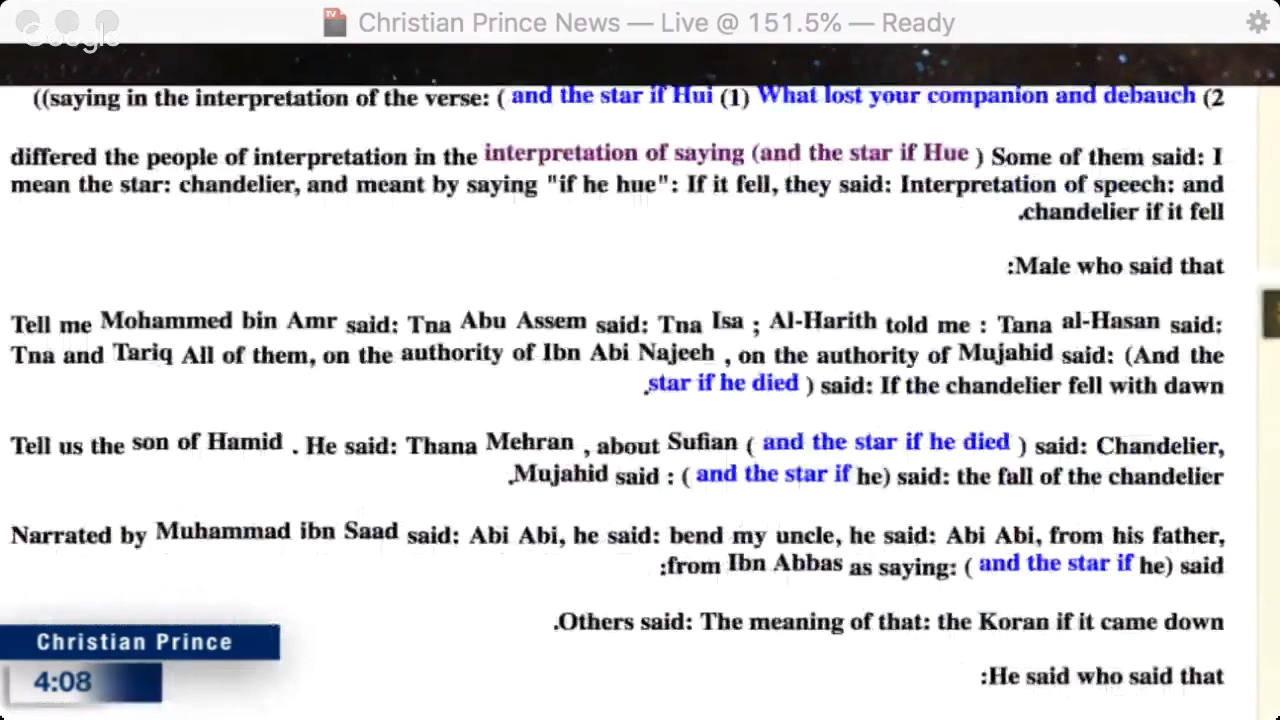 Christian Prince News — Live @ 151.5% — Ready
Google
((saying in the interpretation of the verse: ( and the star if Hui (1) What lost your companion and debauch (2
differed the people of interpretation in the interpretation of saying (and the star if Hue ) Some of them said: I
mean the star: chandelier, and meant by saying "if he hue": If it fell, they said: Interpretation of speech: and
.chandelier if it fell
:Male who said that
Tell me Mohammed bin Amr said: Tna Abu Assem said: Tna Isa ; Al-Harith told me : Tana al-Hasan said:
Tna and Tariq All of them, on the authority of Ibn Abi Najeeh , on the authority of Mujahid said: (And the
.star if he died ) said: If the chandelier fell with dawn
Tell us the son of Hamid . He said: Thana Mehran , about Sufian ( and the star if he died ) said: Chandelier,
.Mujahid said : ( and the star if he) said: the fall of the chandelier
Narrated by Muhammad ibn Saad said: Abi Abi, he said: bend my uncle, he said: Abi Abi, from his father,
:from Ibn Abbas as saying: ( and the star if he) said
.Others said: The meaning of that: the Koran if it came down
:He said who said that
Christian Prince
4:08